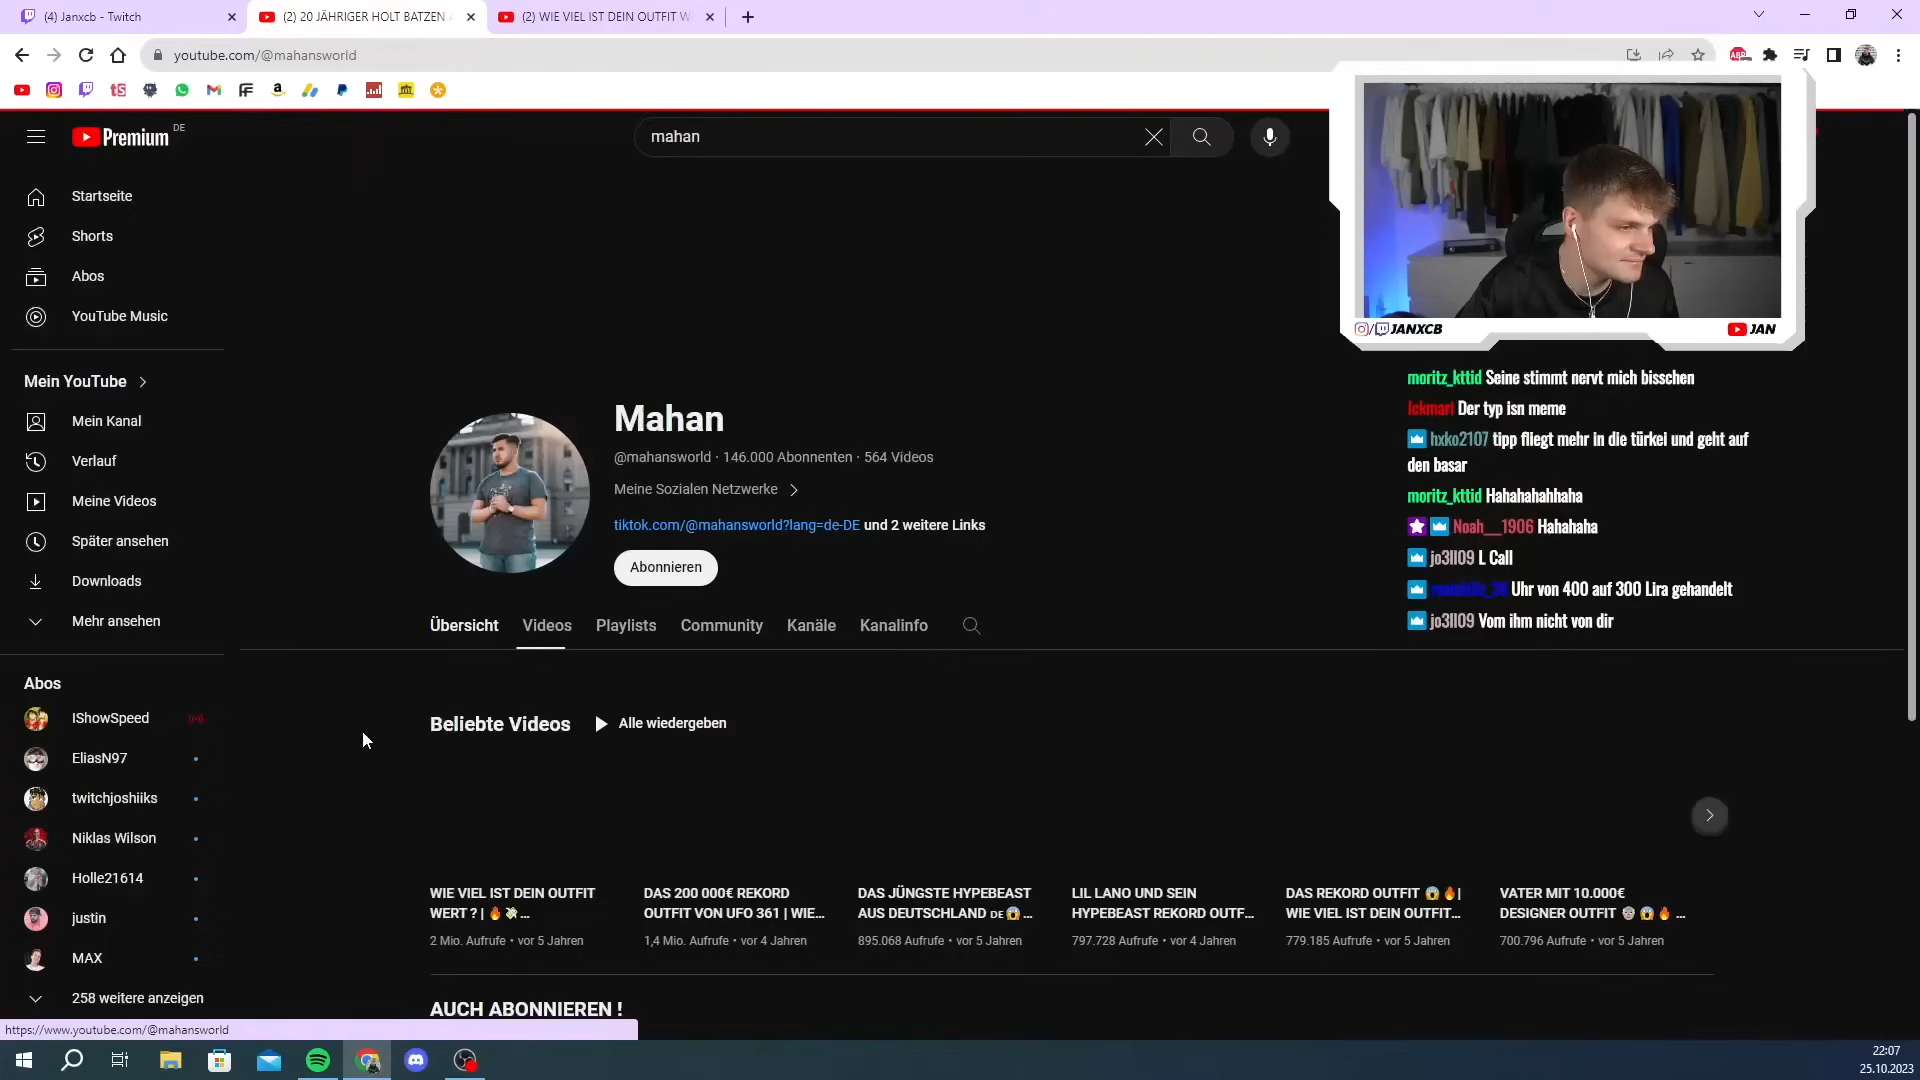 (4) Janxcb - Twitch
(2) 20 JÄHRIGER HOLT BATZEN
(2) WIE VIEL IST DEIN OUTFIT W
youtube.com/@mahansworld
Premium DE
mahan
Startseite
Shorts
Abos
YouTube Music
Mein YouTube
Mein Kanal
Verlauf
Meine Videos
Später ansehen
Downloads
Mehr ansehen
Abos
IShowSpeed
EliasN97
twitchjoshiiks
Niklas Wilson
Holle21614
justin
MAX
258 weitere anzeigen
Mahan
@mahansworld · 146.000 Abonnenten · 564 Videos
Meine Sozialen Netzwerke
tiktok.com/@mahansworld?lang=de-DE und 2 weitere Links
Abonnieren
Übersicht Videos Playlists Community Kanäle Kanalinfo
Beliebte Videos Alle wiedergeben
WIE VIEL IST DEIN OUTFIT
WERT ? | 🔥💸...
2 Mio. Aufrufe • vor 5 Jahren
DAS 200 000€ REKORD
OUTFIT VON UFO 361 | WIE...
1,4 Mio. Aufrufe • vor 4 Jahren
DAS JÜNGSTE HYPEBEAST
AUS DEUTSCHLAND DE 😱...
895.068 Aufrufe • vor 5 Jahren
LIL LANO UND SEIN
HYPEBEAST REKORD OUTF...
797.728 Aufrufe • vor 4 Jahren
DAS REKORD OUTFIT 😱🔥|
WIE VIEL IST DEIN OUTFIT...
779.185 Aufrufe • vor 5 Jahren
VATER MIT 10.000€
DESIGNER OUTFIT 👴🏼😱🔥 ...
700.796 Aufrufe • vor 5 Jahren
AUCH ABONNIEREN !
/ JANXCB
JAN
moritz_kttid Seine stimmt nervt mich bisschen
Der typ isn meme
hxko2107 tipp fliegt mehr in die türkei und geht auf
den basar
moritz_kttid Hahahahahhaha
Noah__1906 Hahahaha
jo3ll09 L Call
Uhr von 400 auf 300 Lira gehandelt
jo3ll09 Vom ihm nicht von dir
https://www.youtube.com/@mahansworld
22:07
25.10.2023